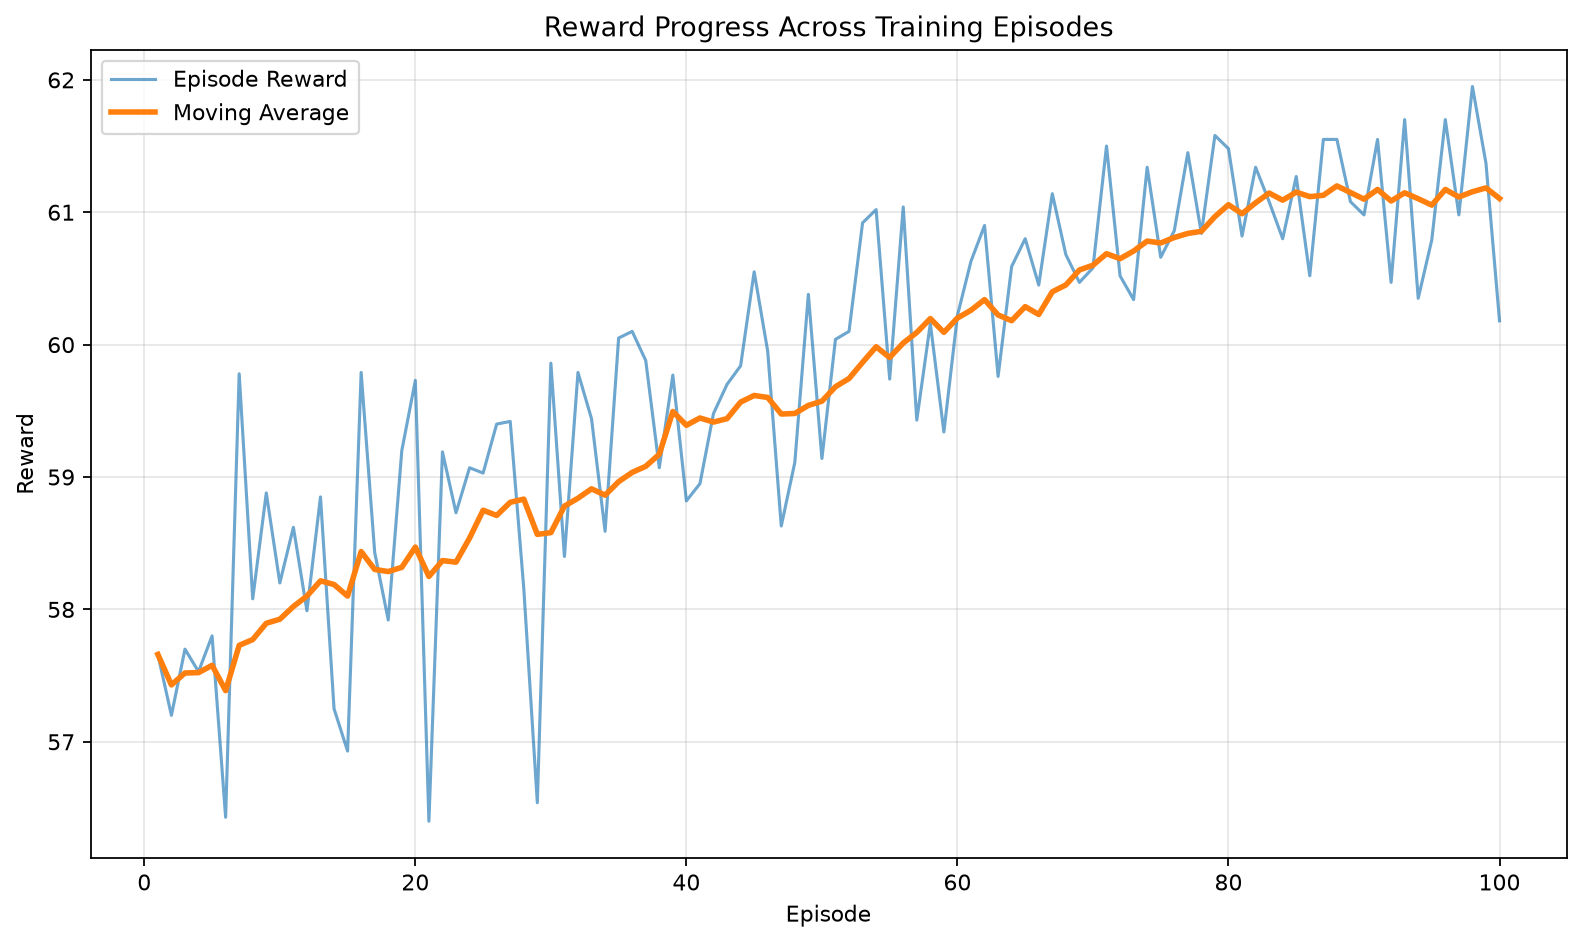 Reward Progress Across Training Episodes
Episode Reward
Moving Average
62
61
60
59
58
57
Reward
0 20 40 60 80 100
Episode